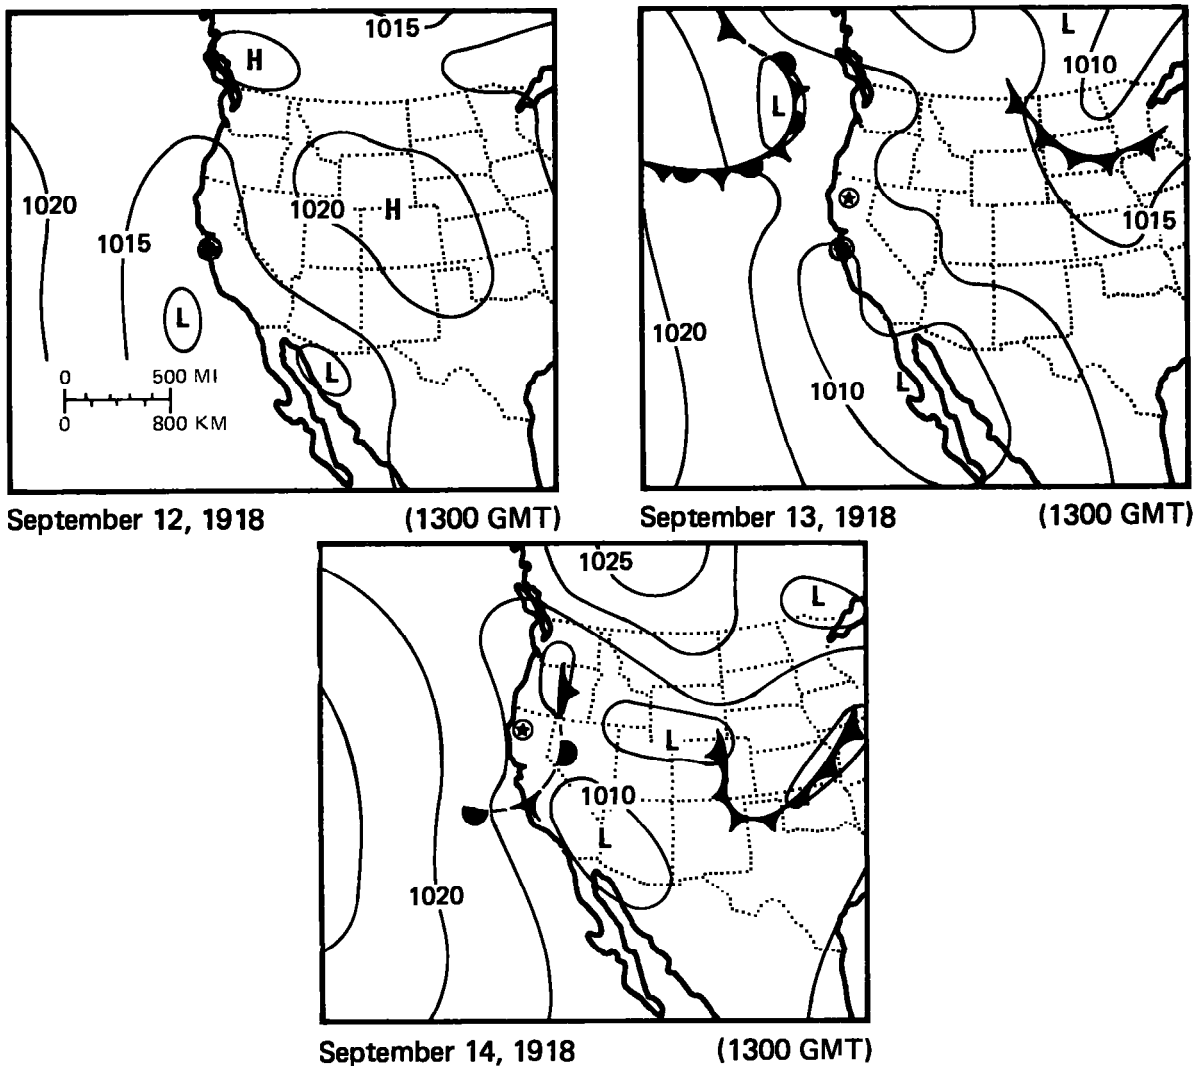 1015
H
1020
1020
H
1015
L
L
0 500 MI
0 800 KM
September 12, 1918 (1300 GMT)
L
1010
L
1015
1020
1010
L
September 13, 1918 (1300 GMT)
1025
L
L
1010
L
1020
September 14, 1918 (1300 GMT)